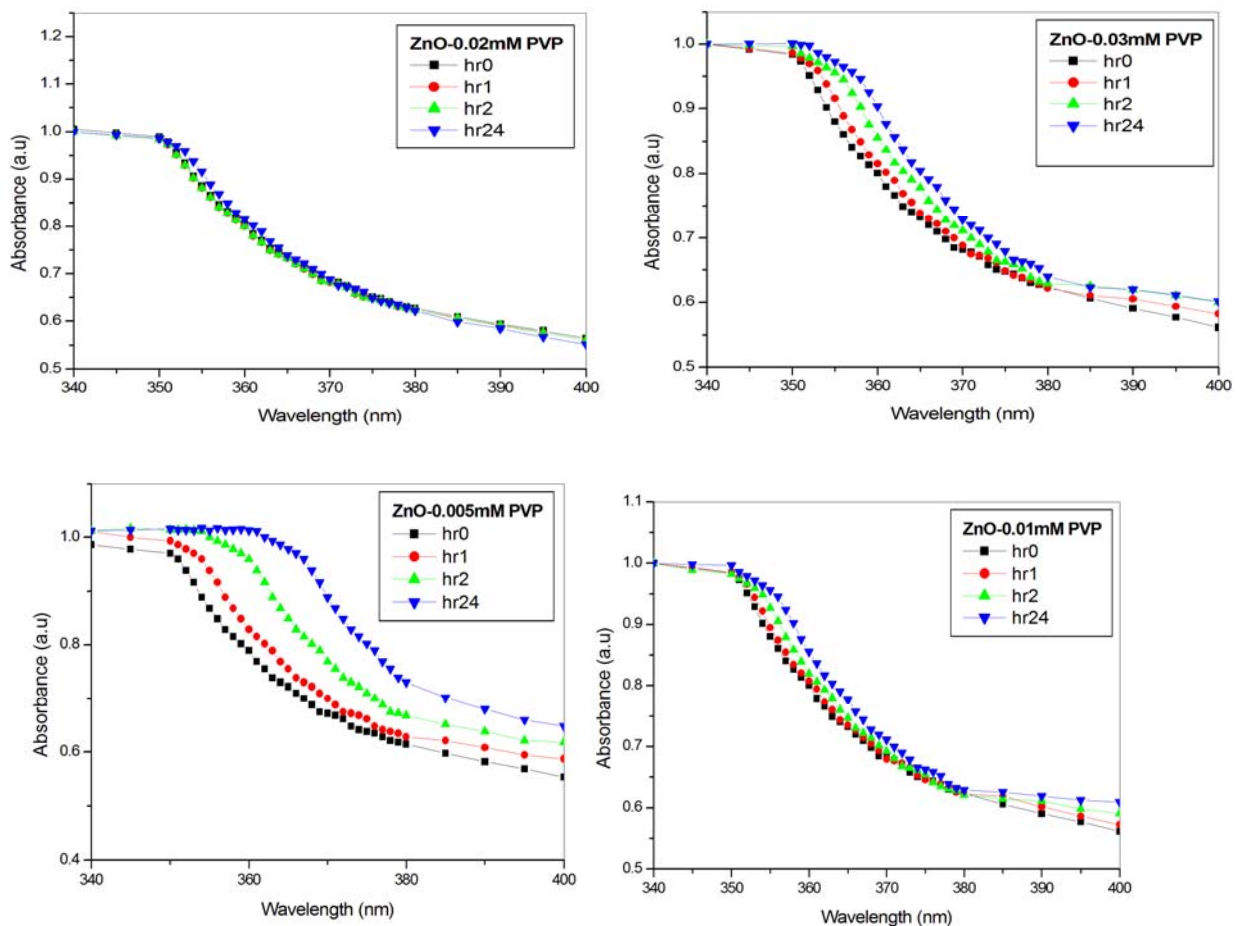 ZnO-0.02mM PVP
hr0
hr1
hr2
hr24
1.2
1.1
1.0
0.9
0.8
0.7
0.6
0.5
Absorbance (a.u)
340 350 360 370 380 390 400
Wavelength (nm)
ZnO-0.03mM PVP
hr0
hr1
hr2
hr24
1.0
0.9
0.8
0.7
0.6
0.5
Absorbance (a.u)
340 350 360 370 380 390 400
Wavelength (nm)
ZnO-0.005mM PVP
hr0
hr1
hr2
hr24
1.0
0.8
0.6
0.4
Absorbance (a.u)
340 360 380 400
Wavelength (nm)
ZnO-0.01mM PVP
hr0
hr1
hr2
hr24
1.1
1.0
0.9
0.8
0.7
0.6
0.5
Absorbance (a.u)
340 350 360 370 380 390 400
Wavelength (nm)